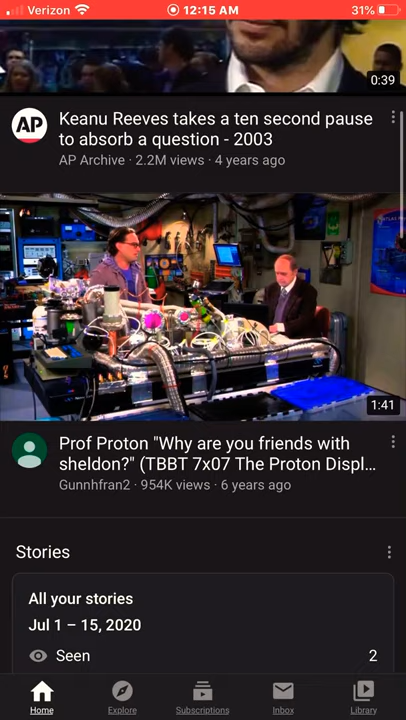 Verizon
12:15 AM
31%
0:39
AP
Keanu Reeves takes a ten second pause
to absorb a question - 2003
AP Archive · 2.2M views · 4 years ago
1:41
Prof Proton "Why are you friends with
sheldon?" (TBBT 7x07 The Proton Displ...
Gunnhfran2 · 954K views · 6 years ago
Stories
All your stories
Jul 1 – 15, 2020
Seen
2
Home
Explore
Subscriptions
Inbox
Library